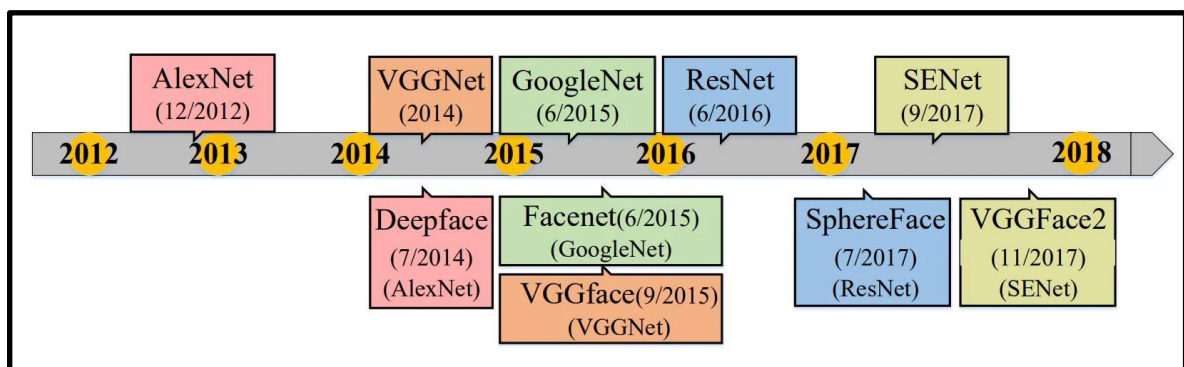 AlexNet
(12/2012)
VGGNet
(2014)
GoogleNet
(6/2015)
ResNet
(6/2016)
SENet
(9/2017)
2012 2013 2014 2015 2016 2017 2018
Deepface
(7/2014)
(AlexNet)
Facenet(6/2015)
(GoogleNet)
VGGface(9/2015)
(VGGNet)
SphereFace
(7/2017)
(ResNet)
VGGFace2
(11/2017)
(SENet)